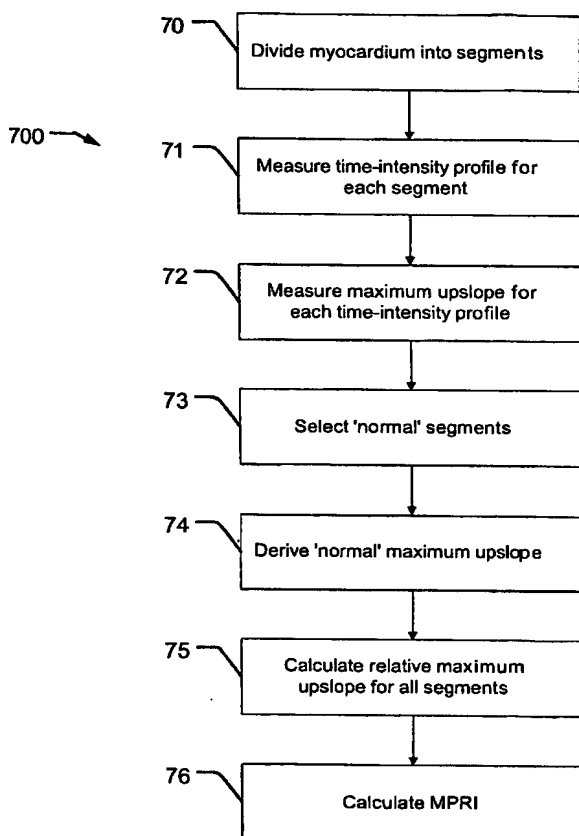 70
Divide myocardium into segments
700
71
Measure time-intensity profile for
each segment
72
Measure maximum upslope for
each time-intensity profile
73
Select 'normal' segments
74
Derive 'normal' maximum upslope
75
Calculate relative maximum
upslope for all segments
76
Calculate MPRI